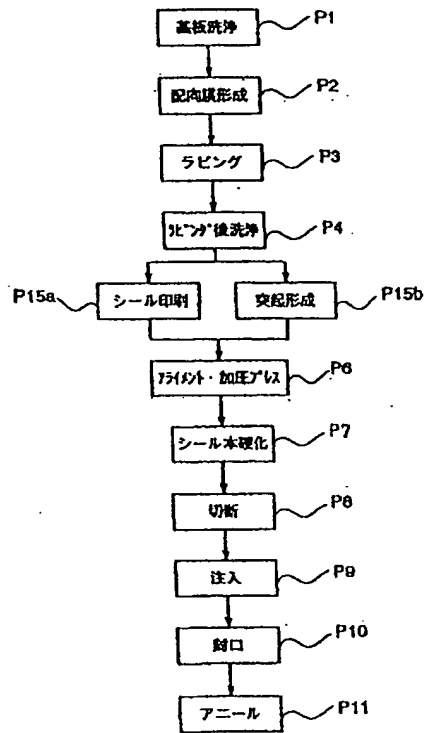 基板洗浄
P1
配向膜形成
P2
ラビング
P3
ﾗﾋﾞﾝｸﾞ後洗浄
P4
P15a
シール印刷
突起形成
P15b
ｱﾗｲﾒﾝﾄ・加圧プレス
P6
シール本硬化
P7
切断
P8
注入
P9
封口
P10
アニール
P11